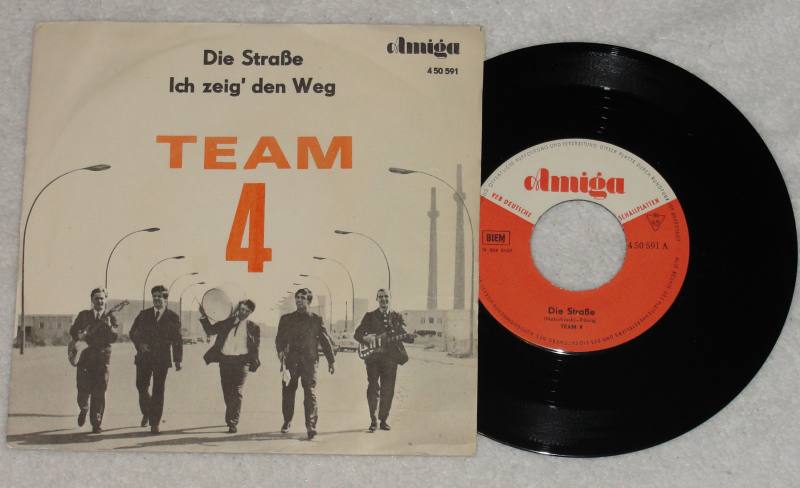 Die Straße
Ich zeig' den Weg
Amiga
4 50 591
TEAM
4
Amiga
VEB DEUTSCHE SCHALLPLATTEN
BIEM
4 50 591 A
Die Straße
TEAM 4